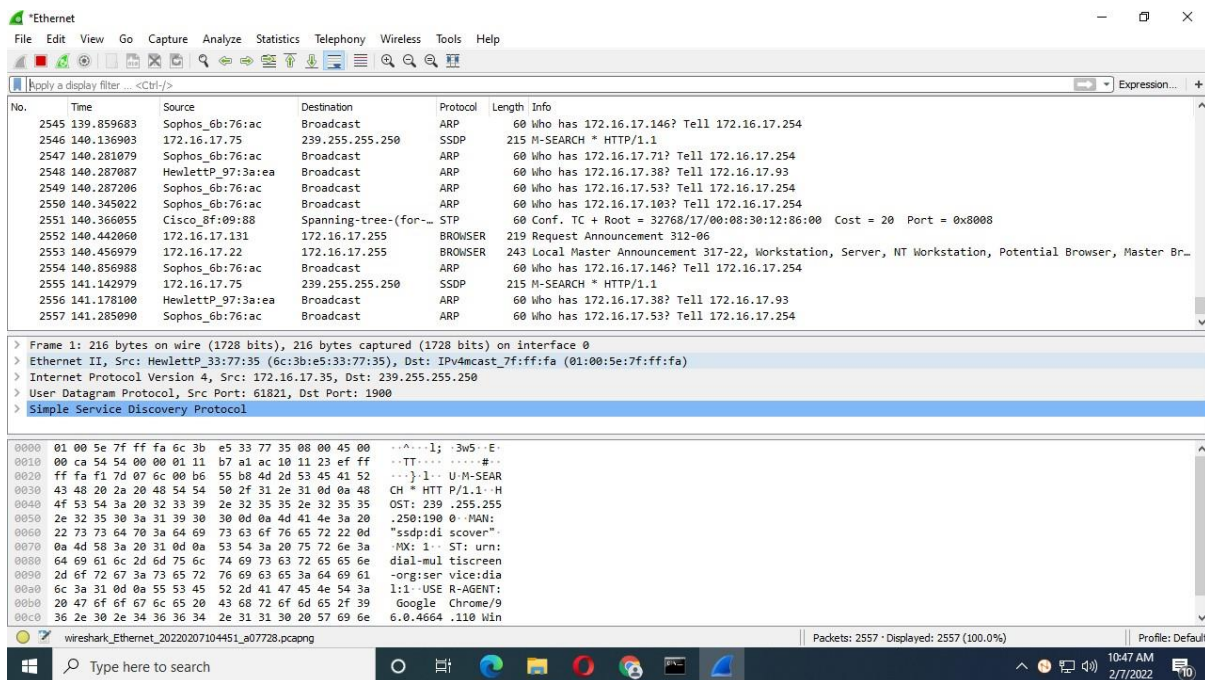 *Ethernet
File Edit View Go Capture Analyze Statistics Telephony Wireless Tools Help
Apply a display filter ... <Ctrl-/> Expression... +
No. Time Source Destination Protocol Length Info
2545 139.859683 Sophos_6b:76:ac Broadcast ARP 60 Who has 172.16.17.146? Tell 172.16.17.254
2546 140.136903 172.16.17.75 239.255.255.250 SSDP 215 M-SEARCH * HTTP/1.1
2547 140.281079 Sophos_6b:76:ac Broadcast ARP 60 Who has 172.16.17.71? Tell 172.16.17.254
2548 140.287087 HewlettP_97:3a:ea Broadcast ARP 60 Who has 172.16.17.38? Tell 172.16.17.93
2549 140.287206 Sophos_6b:76:ac Broadcast ARP 60 Who has 172.16.17.53? Tell 172.16.17.254
2550 140.345022 Sophos_6b:76:ac Broadcast ARP 60 Who has 172.16.17.103? Tell 172.16.17.254
2551 140.366055 Cisco_8f:09:88 Spanning-tree-(for-… STP 60 Conf. TC + Root = 32768/17/00:08:30:12:86:00 Cost = 20 Port = 0x8008
2552 140.442060 172.16.17.131 172.16.17.255 BROWSER 219 Request Announcement 312-06
2553 140.456979 172.16.17.22 172.16.17.255 BROWSER 243 Local Master Announcement 317-22, Workstation, Server, NT Workstation, Potential Browser, Master Br…
2554 140.856988 Sophos_6b:76:ac Broadcast ARP 60 Who has 172.16.17.146? Tell 172.16.17.254
2555 141.142979 172.16.17.75 239.255.255.250 SSDP 215 M-SEARCH * HTTP/1.1
2556 141.178100 HewlettP_97:3a:ea Broadcast ARP 60 Who has 172.16.17.38? Tell 172.16.17.93
2557 141.285090 Sophos_6b:76:ac Broadcast ARP 60 Who has 172.16.17.53? Tell 172.16.17.254
> Frame 1: 216 bytes on wire (1728 bits), 216 bytes captured (1728 bits) on interface 0
> Ethernet II, Src: HewlettP_33:77:35 (6c:3b:e5:33:77:35), Dst: IPv4mcast_7f:ff:fa (01:00:5e:7f:ff:fa)
> Internet Protocol Version 4, Src: 172.16.17.35, Dst: 239.255.255.250
> User Datagram Protocol, Src Port: 61821, Dst Port: 1900
> Simple Service Discovery Protocol
0000 01 00 5e 7f ff fa 6c 3b e5 33 77 35 08 00 45 00 ··^···l; ·3w5··E·
0010 00 ca 54 54 00 00 01 11 b7 a1 ac 10 11 23 ef ff ··TT···· ·····#··
0020 ff fa f1 7d 07 6c 00 b6 55 b8 4d 2d 53 45 41 52 ···}·l·· U·M-SEAR
0030 43 48 20 2a 20 48 54 54 50 2f 31 2e 31 0d 0a 48 CH * HTT P/1.1··H
0040 4f 53 54 3a 20 32 33 39 2e 32 35 35 2e 32 35 35 OST: 239 .255.255
0050 2e 32 35 30 3a 31 39 30 30 0d 0a 4d 41 4e 3a 20 .250:190 0··MAN:
0060 22 73 73 64 70 3a 64 69 73 63 6f 76 65 72 22 0d "ssdp:di scover"·
0070 0a 4d 58 3a 20 31 0d 0a 53 54 3a 20 75 72 6e 3a ·MX: 1·· ST: urn:
0080 64 69 61 6c 2d 6d 75 6c 74 69 73 63 72 65 65 6e dial-mul tiscreen
0090 2d 6f 72 67 3a 73 65 72 76 69 63 65 3a 64 69 61 -org:ser vice:dia
00a0 6c 3a 31 0d 0a 55 53 45 52 2d 41 47 45 4e 54 3a l:1··USE R-AGENT:
00b0 20 47 6f 6f 67 6c 65 20 43 68 72 6f 6d 65 2f 39 Google Chrome/9
00c0 36 2e 30 2e 34 36 36 34 2e 31 31 30 20 57 69 6e 6.0.4664 .110 Win
wireshark_Ethernet_20220207104451_a07728.pcapng Packets: 2557 · Displayed: 2557 (100.0%) Profile: Default
Type here to search 10:47 AM
2/7/2022